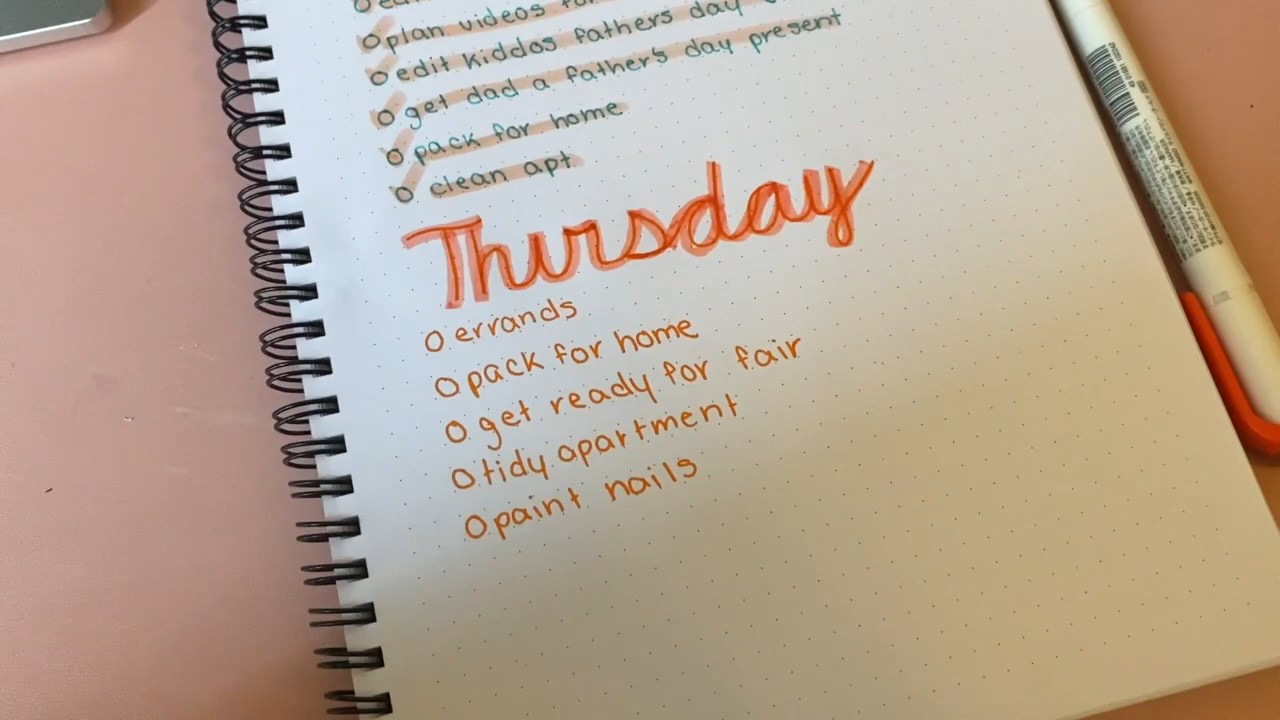 plan videos for
edit kiddos fathers day
get dad a father's day present
pack for home
clean apt
Thursday
errands
pack for home
get ready for fair
tidy apartment
paint nails